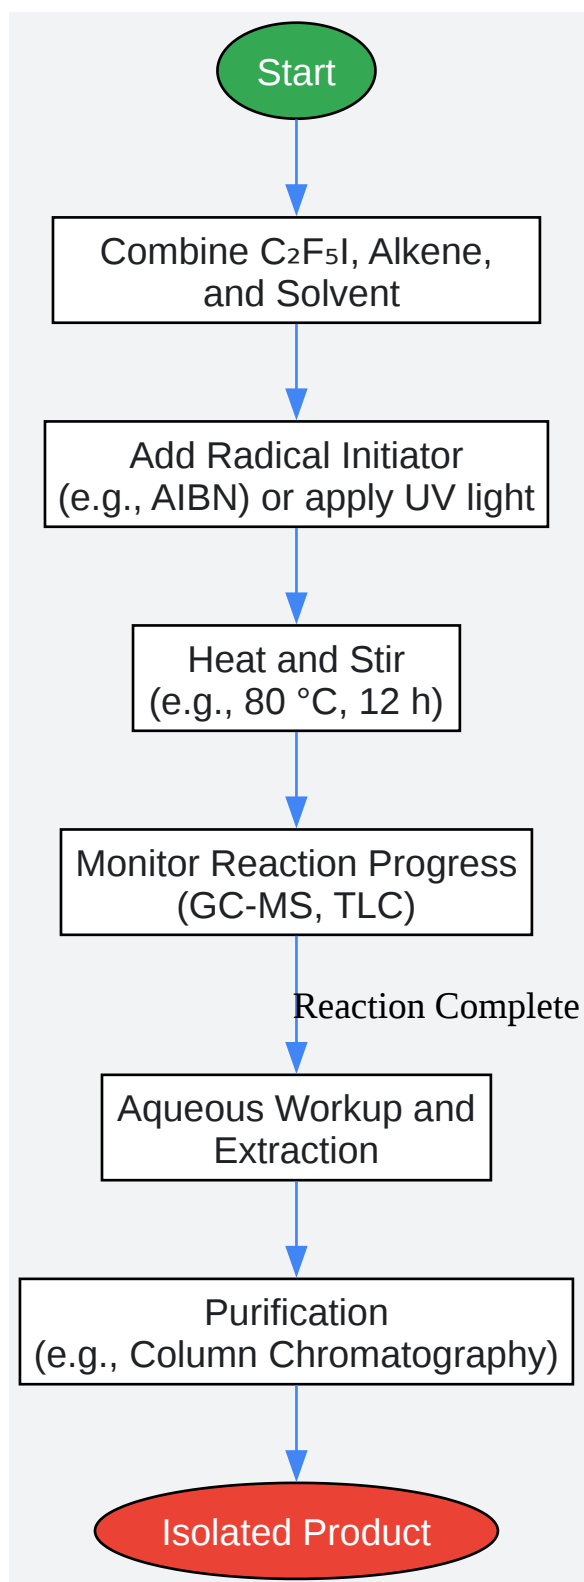 Start
Combine C₂F₅I, Alkene,
and Solvent
Add Radical Initiator
(e.g., AIBN) or apply UV light
Heat and Stir
(e.g., 80 °C, 12 h)
Monitor Reaction Progress
(GC-MS, TLC)
Reaction Complete
Aqueous Workup and
Extraction
Purification
(e.g., Column Chromatography)
Isolated Product